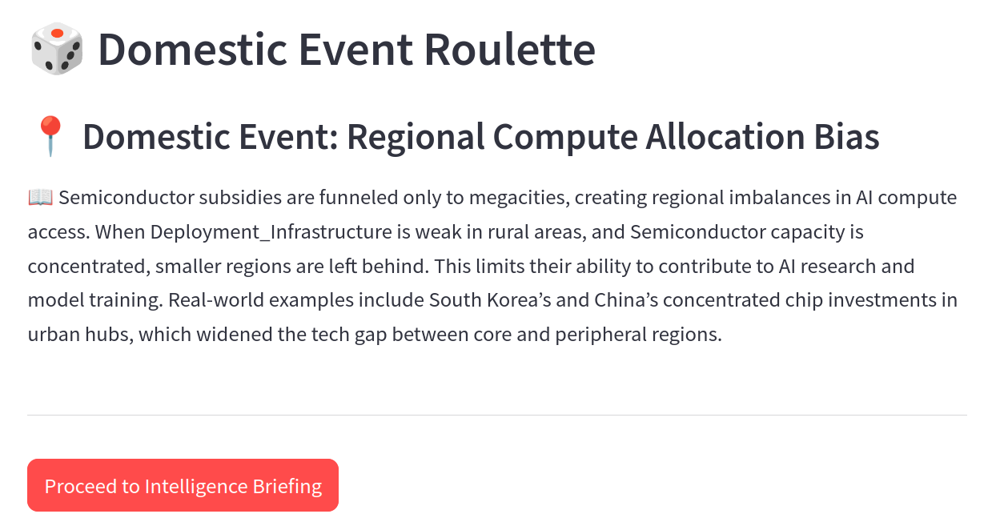 Domestic Event Roulette
Domestic Event: Regional Compute Allocation Bias
Semiconductor subsidies are funneled only to megacities, creating regional imbalances in AI compute
access. When Deployment_Infrastructure is weak in rural areas, and Semiconductor capacity is
concentrated, smaller regions are left behind. This limits their ability to contribute to AI research and
model training. Real-world examples include South Korea’s and China’s concentrated chip investments in
urban hubs, which widened the tech gap between core and peripheral regions.
Proceed to Intelligence Briefing